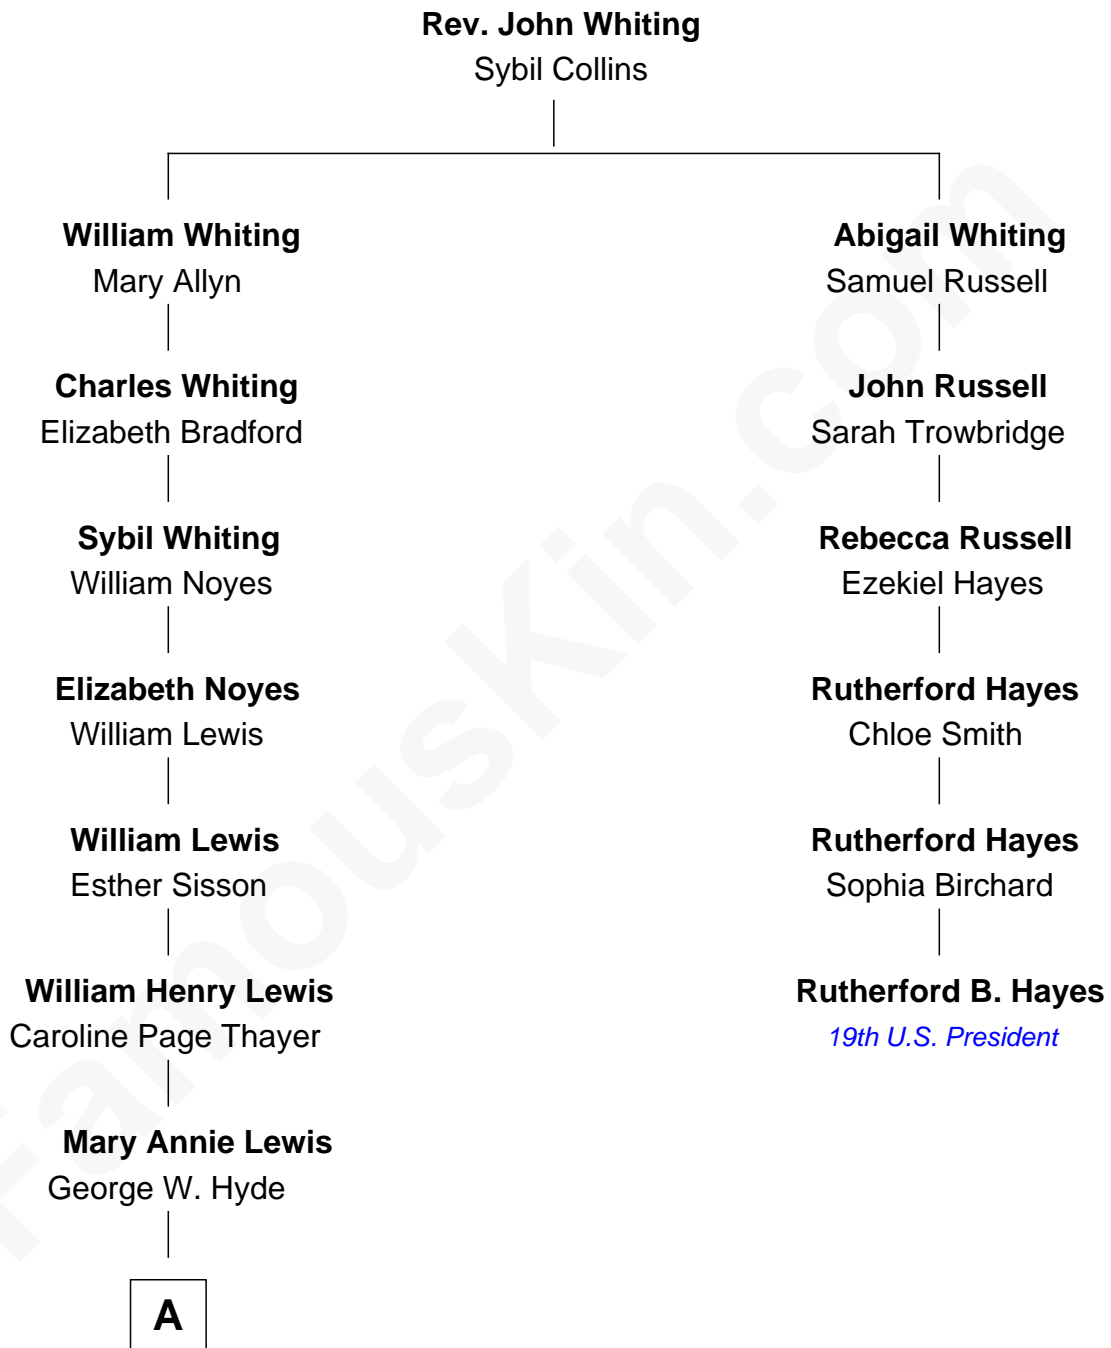 Rev. John Whiting
Sybil Collins
William Whiting
Mary Allyn
Charles Whiting
Elizabeth Bradford
Sybil Whiting
William Noyes
Elizabeth Noyes
William Lewis
William Lewis
Esther Sisson
William Henry Lewis
Caroline Page Thayer
Mary Annie Lewis
George W. Hyde
A
Abigail Whiting
Samuel Russell
John Russell
Sarah Trowbridge
Rebecca Russell
Ezekiel Hayes
Rutherford Hayes
Chloe Smith
Rutherford Hayes
Sophia Birchard
Rutherford B. Hayes
19th U.S. President
FamousKin.com